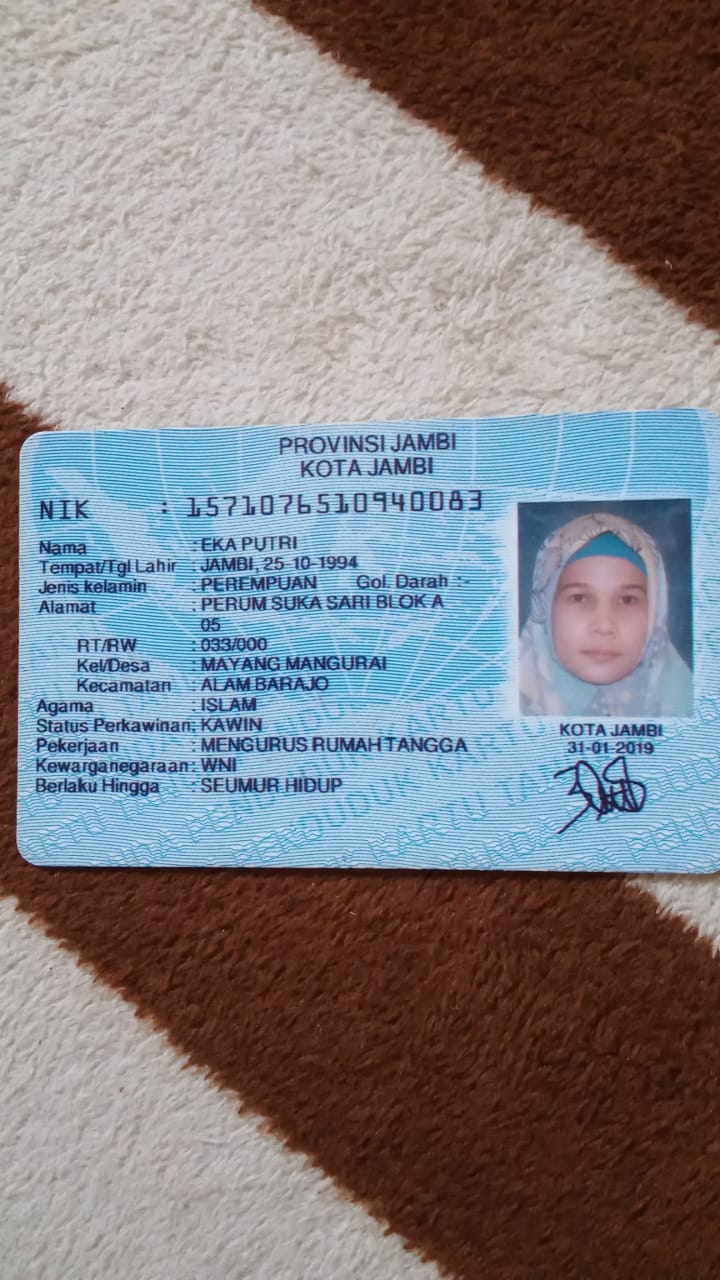 PROVINSI JAMBI
KOTA JAMBI
NIK : 1571076510940083
Nama : EKA PUTRI
Tempat/Tgl Lahir : JAMBI, 25-10-1994
Jenis kelamin : PEREMPUAN Gol. Darah :-
Alamat : PERUM SUKA SARI BLOK A
05
RT/RW : 033/000
Kel/Desa : MAYANG MANGURAI
Kecamatan : ALAM BARAJO
Agama : ISLAM
Status Perkawinan: KAWIN
Pekerjaan : MENGURUS RUMAH TANGGA
Kewarganegaraan: WNI
Berlaku Hingga : SEUMUR HIDUP
KOTA JAMBI
31-01-2019